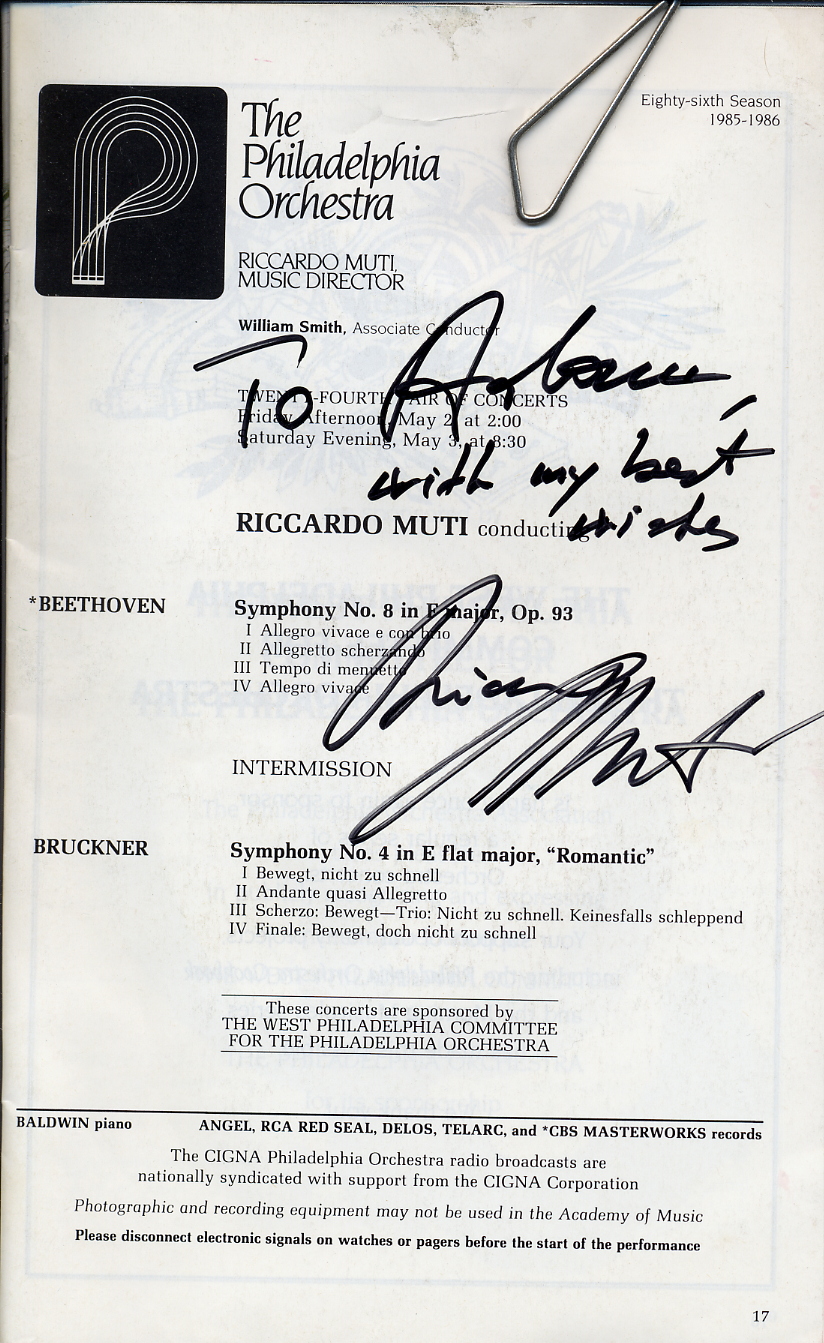 Eighty-sixth Season
1985-1986
The
Philadelphia
Orchestra
RICCARDO MUTI,
MUSIC DIRECTOR
William Smith, Associate Conductor
To
TWENTY-FOURTH PAIR OF CONCERTS
Friday Afternoon, May 2, at 2:00
Saturday Evening, May 3, at 8:30
with my best
wishes
RICCARDO MUTI conducting
*BEETHOVEN Symphony No. 8 in F major, Op. 93
I Allegro vivace e con brio
II Allegretto scherzando
III Tempo di menuetto
IV Allegro vivace
Riccardo Muti
INTERMISSION
BRUCKNER Symphony No. 4 in E flat major, “Romantic”
I Bewegt, nicht zu schnell
II Andante quasi Allegretto
III Scherzo: Bewegt—Trio: Nicht zu schnell. Keinesfalls schleppend
IV Finale: Bewegt, doch nicht zu schnell
These concerts are sponsored by
THE WEST PHILADELPHIA COMMITTEE
FOR THE PHILADELPHIA ORCHESTRA
BALDWIN piano ANGEL, RCA RED SEAL, DELOS, TELARC, and *CBS MASTERWORKS records
The CIGNA Philadelphia Orchestra radio broadcasts are
nationally syndicated with support from the CIGNA Corporation
Photographic and recording equipment may not be used in the Academy of Music
Please disconnect electronic signals on watches or pagers before the start of the performance
17